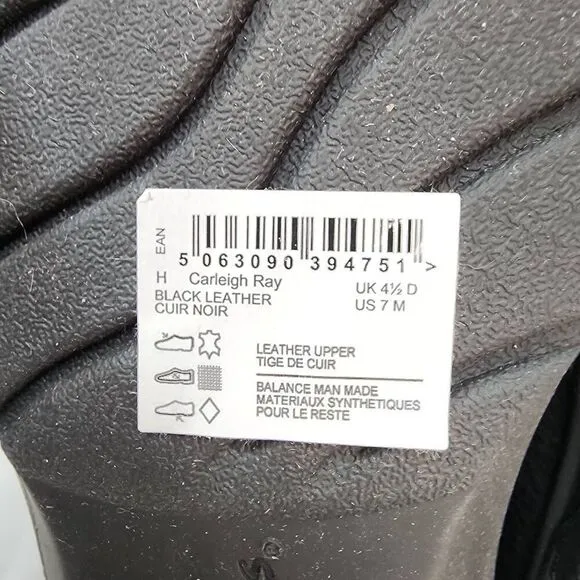 EAN
5 063090 394751 >
H Carleigh Ray
BLACK LEATHER
CUIR NOIR
UK 4½ D
US 7 M
LEATHER UPPER
TIGE DE CUIR
BALANCE MAN MADE
MATERIAUX SYNTHETIQUES
POUR LE RESTE